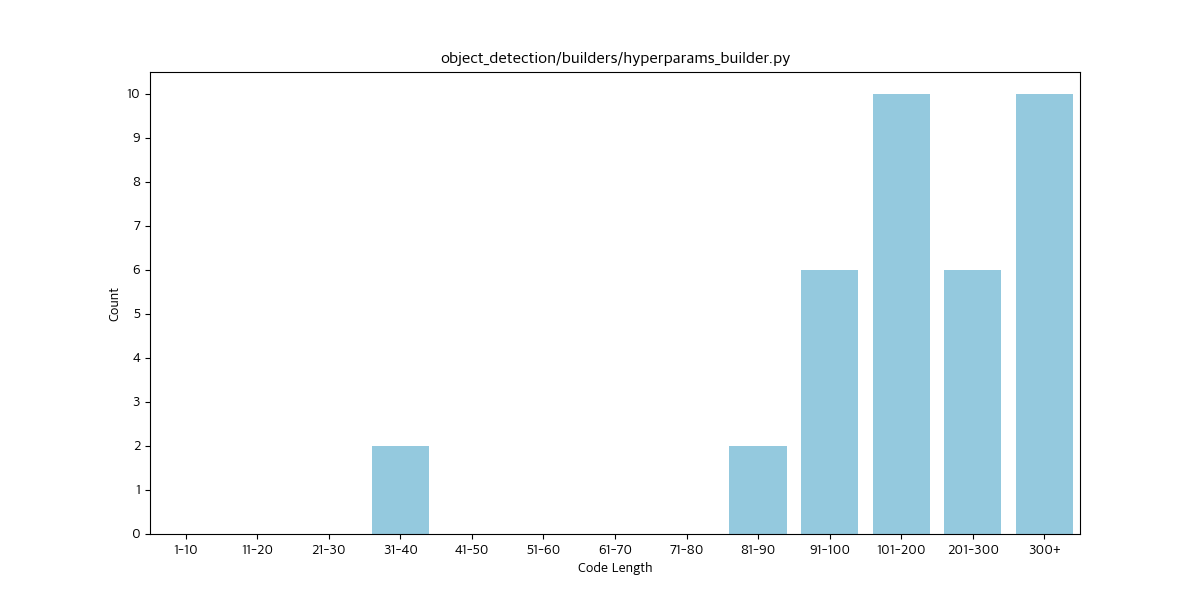 object_detection/builders/hyperparams_builder.py
Count
10
9
8
7
6
5
4
3
2
1
0
1-10 11-20 21-30 31-40 41-50 51-60 61-70 71-80 81-90 91-100 101-200 201-300 300+
Code Length